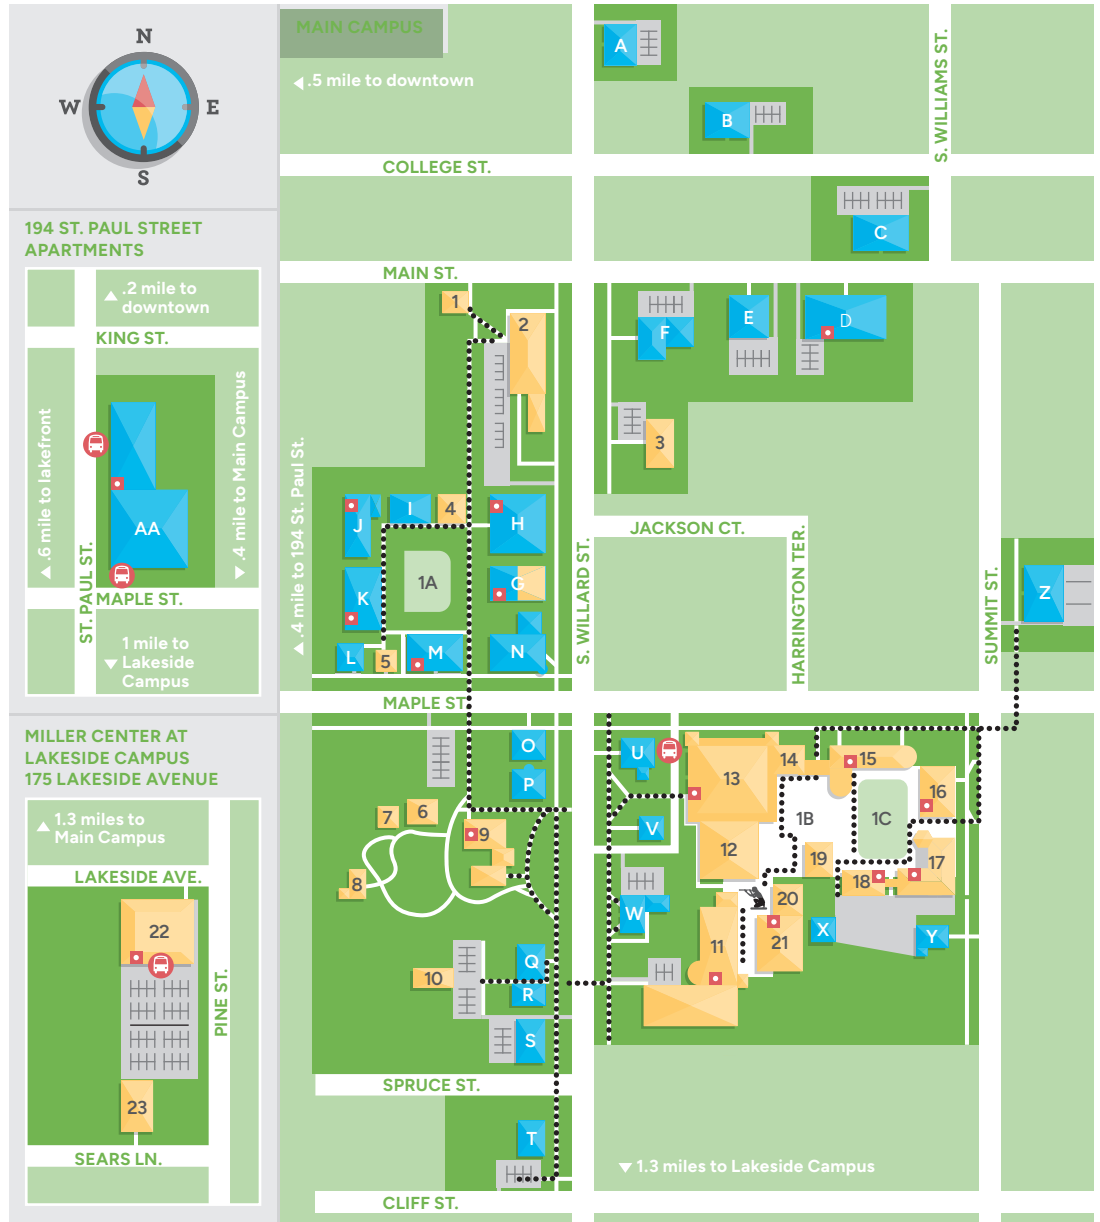 N
W
E
S
194 ST. PAUL STREET
APARTMENTS
.2 mile to
downtown
KING ST.
.6 mile to lakefront
.4 mile to Main Campus
AA
ST. PAUL ST.
MAPLE ST.
1 mile to
Lakeside
Campus
MILLER CENTER AT
LAKESIDE CAMPUS
175 LAKESIDE AVENUE
1.3 miles to
Main Campus
LAKESIDE AVE.
22
PINE ST.
23
SEARS LN.
MAIN CAMPUS
.5 mile to downtown
A
B
S. WILLIAMS ST.
COLLEGE ST.
C
MAIN ST.
1
2
F
E
D
3
.4 mile to 194 St. Paul St.
J
I
4
H
JACKSON CT.
1A
G
K
S. WILLARD ST.
HARRINGTON TER.
SUMMIT ST.
Z
L
5
M
N
MAPLE ST.
O
P
U
13
14
15
16
7
6
9
V
1B
1C
12
19
17
8
18
W
20
11
21
X
Y
10
Q
R
S
SPRUCE ST.
T
1.3 miles to Lakeside Campus
CLIFF ST.